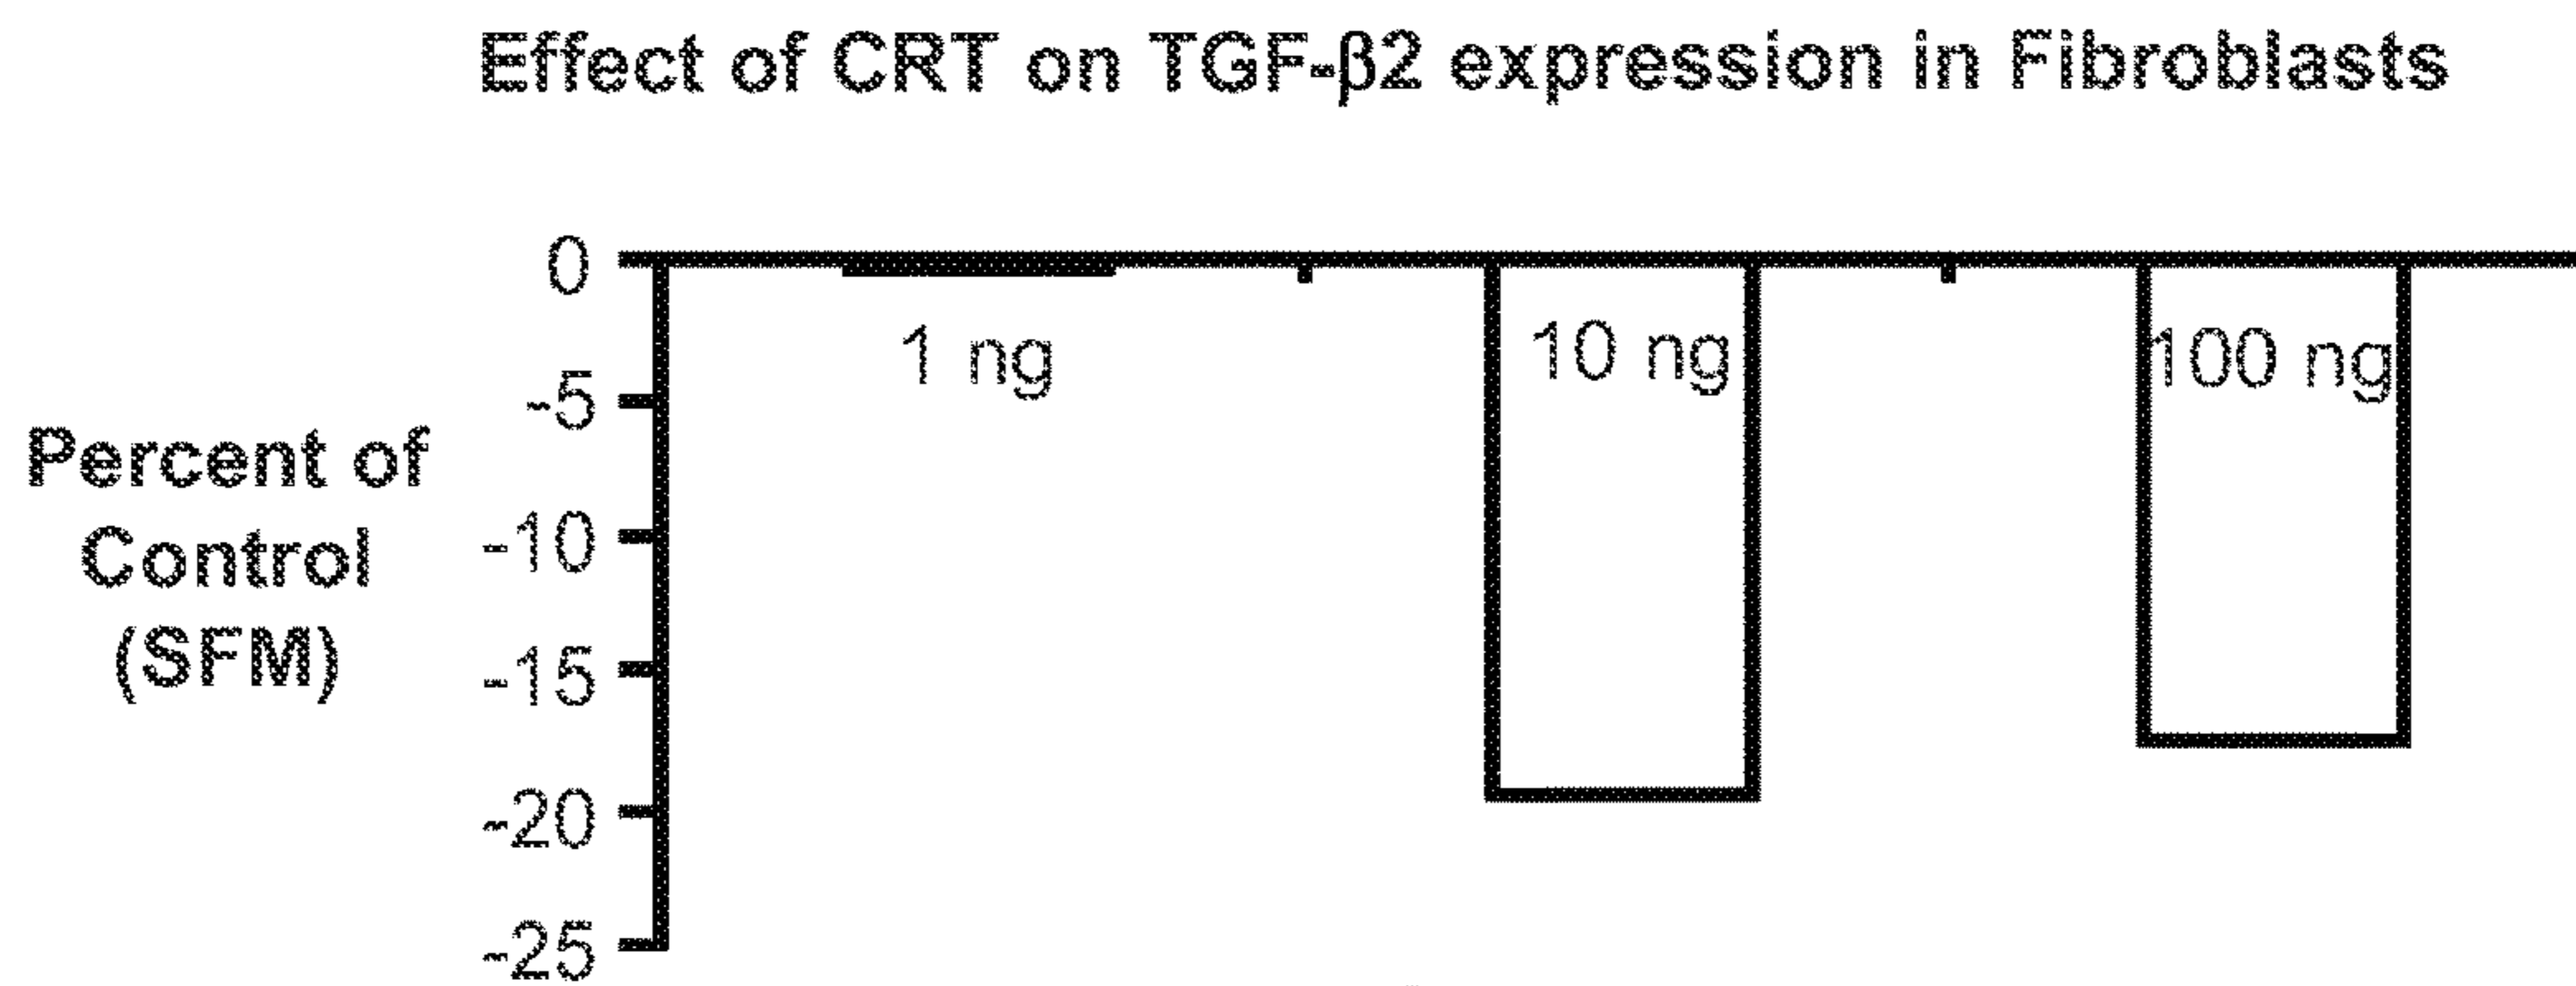 Effect of CRT on TGF-β2 expression in Fibroblasts
0
-5
-10
-15
-20
-25
Percent of
Control
(SFM)
1 ng
10 ng
100 ng